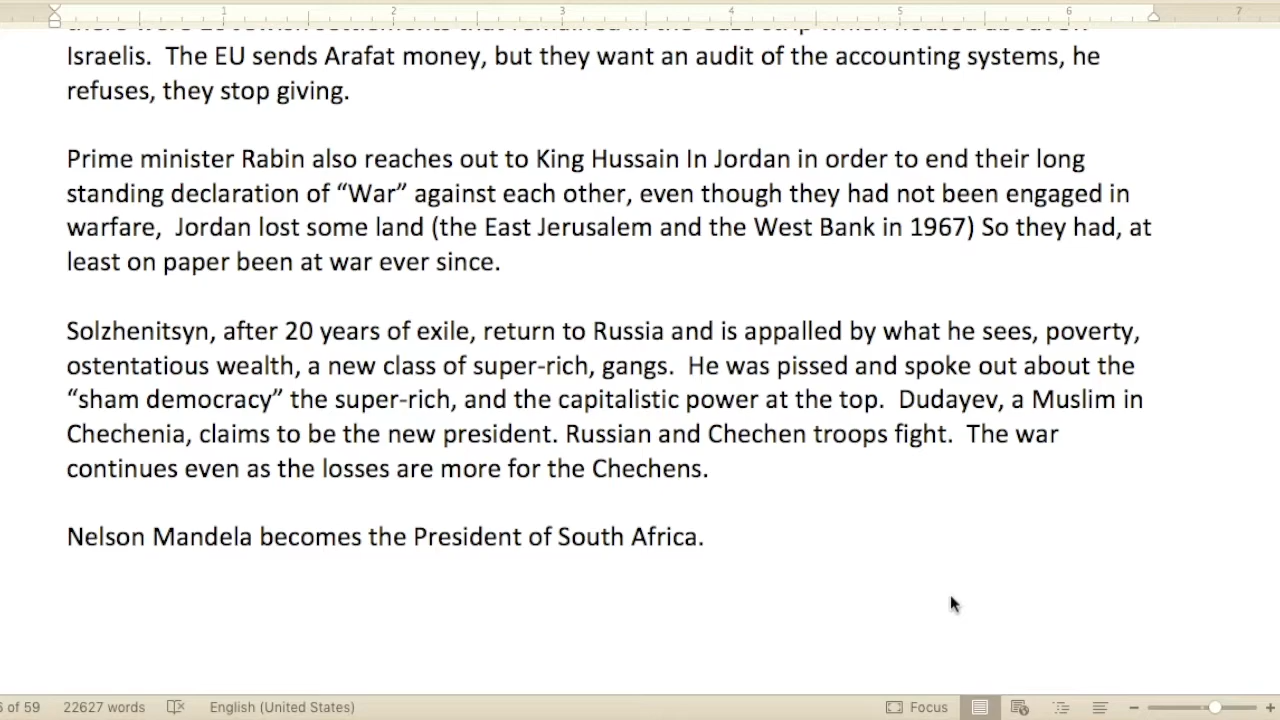 1 2 3 4 5 6 7
Israelis.  The EU sends Arafat money, but they want an audit of the accounting systems, he
refuses, they stop giving.
Prime minister Rabin also reaches out to King Hussain In Jordan in order to end their long
standing declaration of “War” against each other, even though they had not been engaged in
warfare,  Jordan lost some land (the East Jerusalem and the West Bank in 1967) So they had, at
least on paper been at war ever since.
Solzhenitsyn, after 20 years of exile, return to Russia and is appalled by what he sees, poverty,
ostentatious wealth, a new class of super-rich, gangs.  He was pissed and spoke out about the
“sham democracy” the super-rich, and the capitalistic power at the top.  Dudayev, a Muslim in
Chechenia, claims to be the new president. Russian and Chechen troops fight.  The war
continues even as the losses are more for the Chechens.
Nelson Mandela becomes the President of South Africa.
of 59 22627 words English (United States) Focus